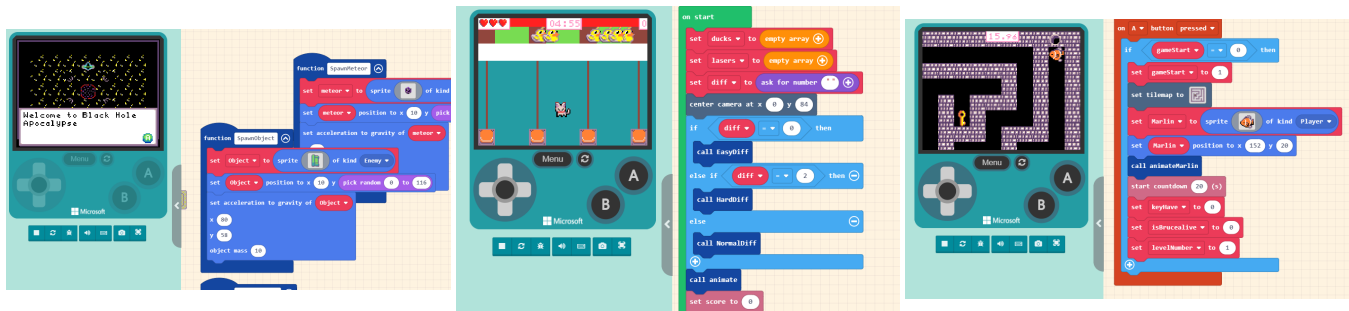 Welcome to Black Hole
Apocalypse
Menu
A
B
Microsoft
function SpawnMeteor
set meteor to sprite of kind
set meteor position to x 10 y pick
set acceleration to gravity of meteor
function SpawnObject
set Object to sprite of kind Enemy
set Object position to x 10 y pick random 0 to 116
set acceleration to gravity of Object
x 80
y 58
object mass 10
04:55
0
Menu
A
B
Microsoft
on start
set ducks to empty array
set lasers to empty array
set diff to ask for number " "
center camera at x 0 y 84
if diff = 0 then
call EasyDiff
else if diff = 2 then
call HardDiff
else
call NormalDiff
call animate
set score to 0
15.96
Menu
A
B
Microsoft
on A button pressed
if gameStart = 0 then
set gameStart to 1
set tilemap to
set Marlin to sprite of kind Player
set Marlin position to x 152 y 20
call animateMarlin
start countdown 20 (s)
set keyHave to 0
set isBrucealive to 0
set levelNumber to 1